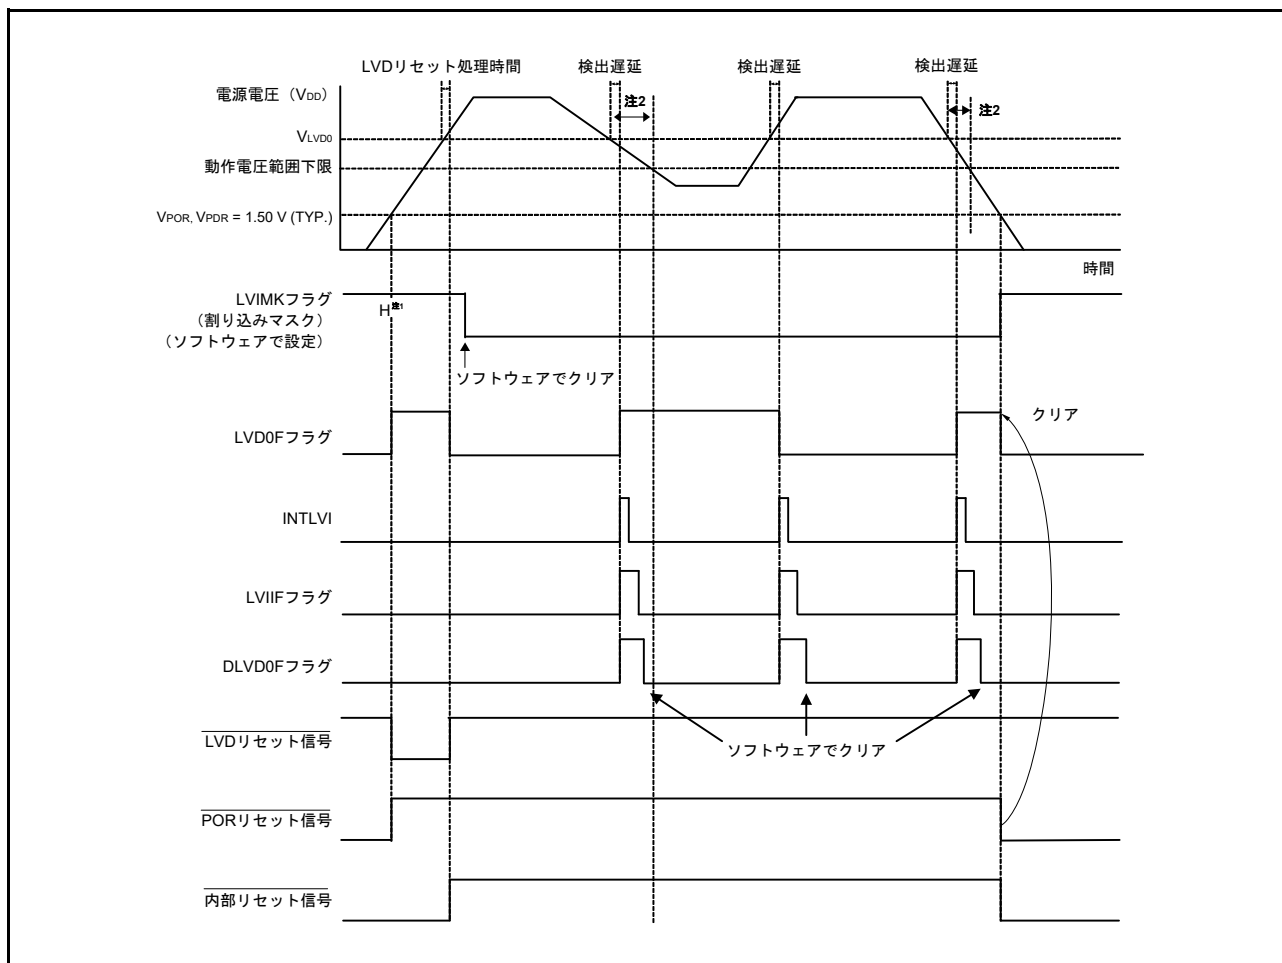 LVDリセット処理時間
検出遅延
検出遅延
検出遅延
電源電圧（VDD）
注2
注2
VLVD0
動作電圧範囲下限
VPOR, VPDR = 1.50 V (TYP.)
時間
LVIMKフラグ
（割り込みマスク）
（ソフトウェアで設定）
H注1
ソフトウェアでクリア
クリア
LVD0Fフラグ
INTLVI
LVIIFフラグ
DLVD0Fフラグ
LVDリセット信号
ソフトウェアでクリア
PORリセット信号
内部リセット信号